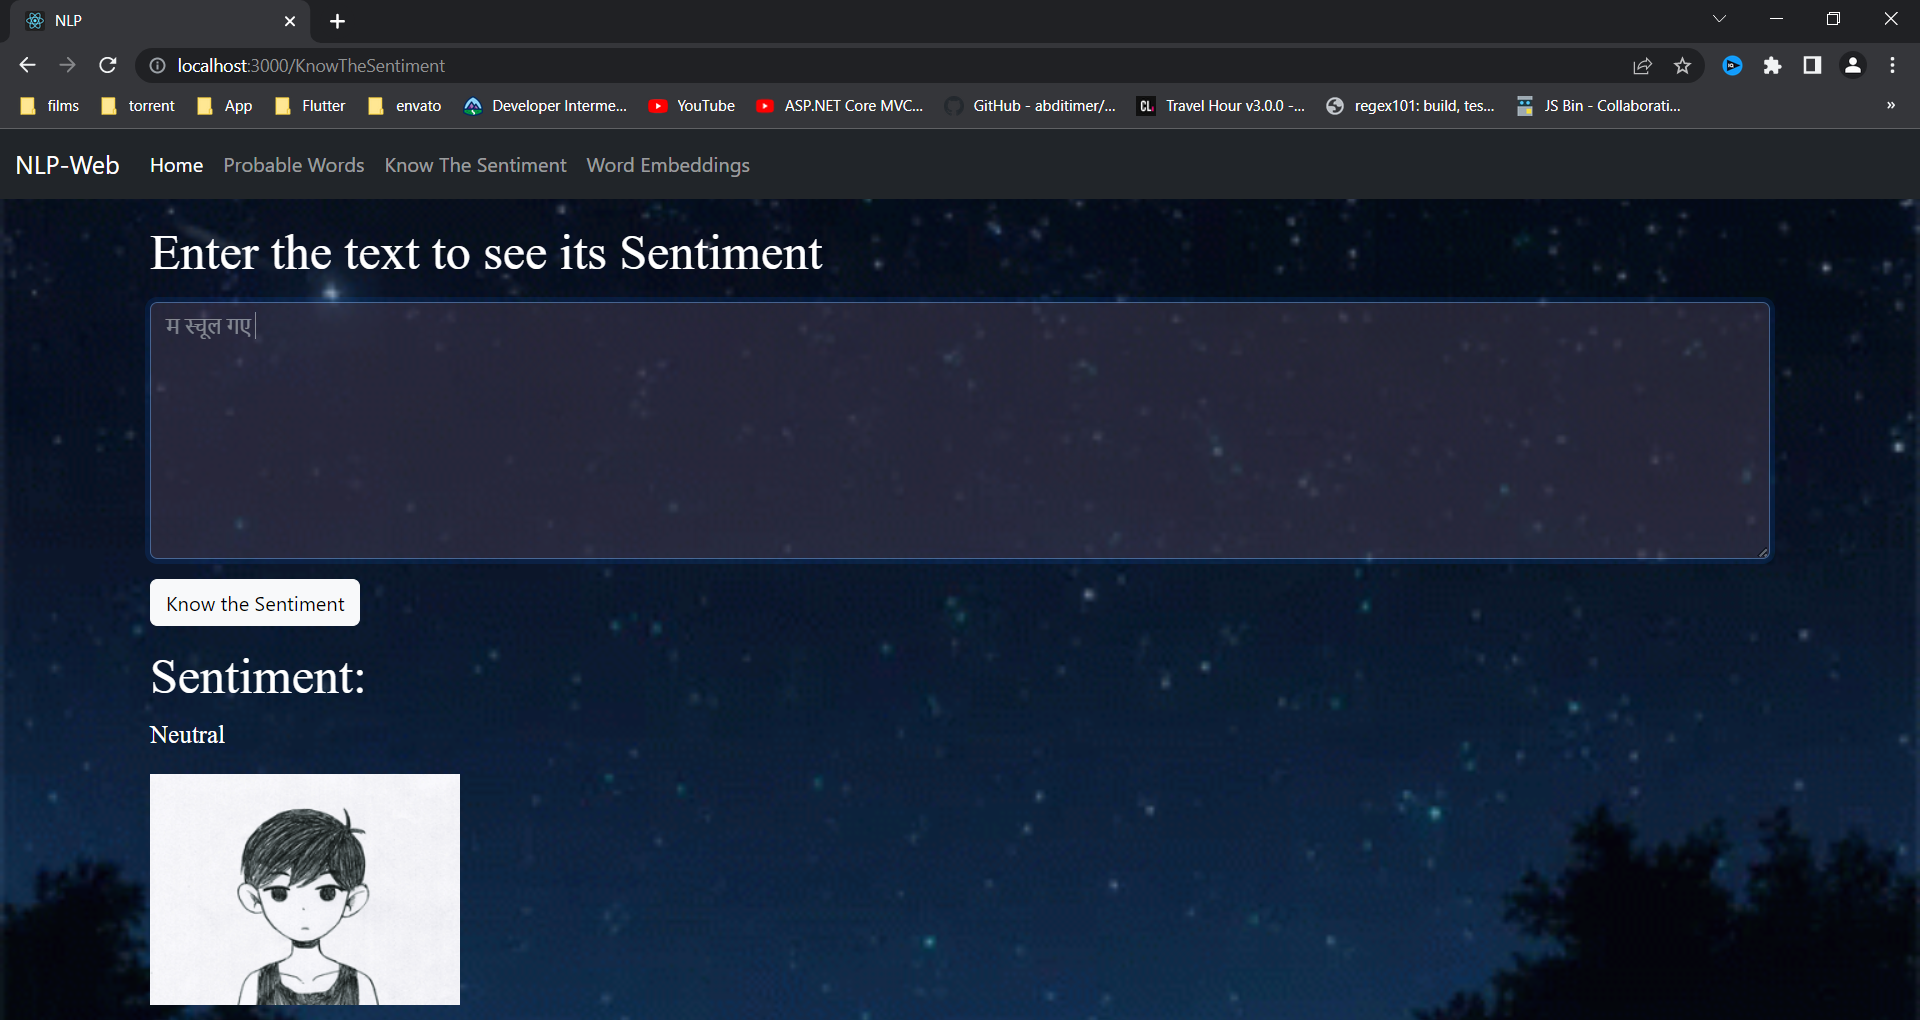 NLP
localhost:3000/KnowTheSentiment
films torrent App Flutter envato Developer Interme... YouTube ASP.NET Core MVC... GitHub - abditimer/... CL. Travel Hour v3.0.0 -... regex101: build, tes... JS Bin - Collaborati... »
NLP-Web Home Probable Words Know The Sentiment Word Embeddings
Enter the text to see its Sentiment
म स्चूल गए
Know the Sentiment
Sentiment:
Neutral